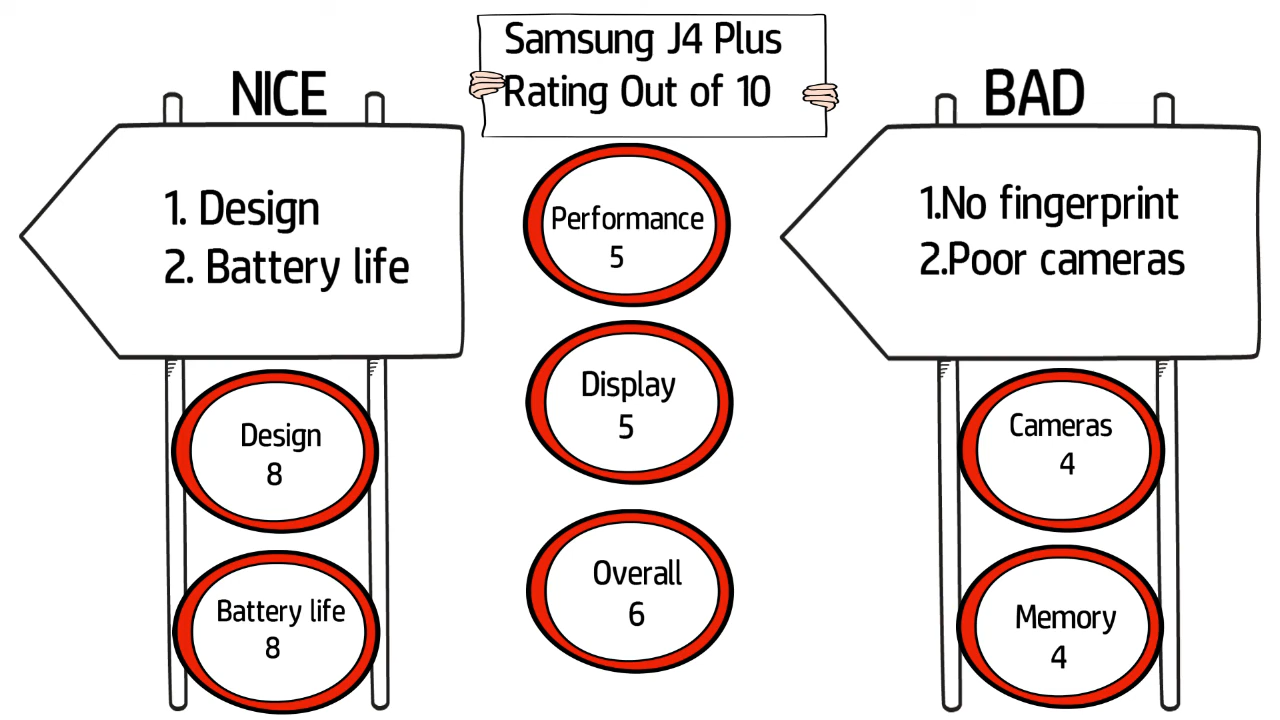 Samsung J4 Plus
Rating Out of 10
NICE
1. Design
2. Battery life
Design
8
Battery life
8
Performance
5
Display
5
Overall
6
BAD
1.No fingerprint
2.Poor cameras
Cameras
4
Memory
4